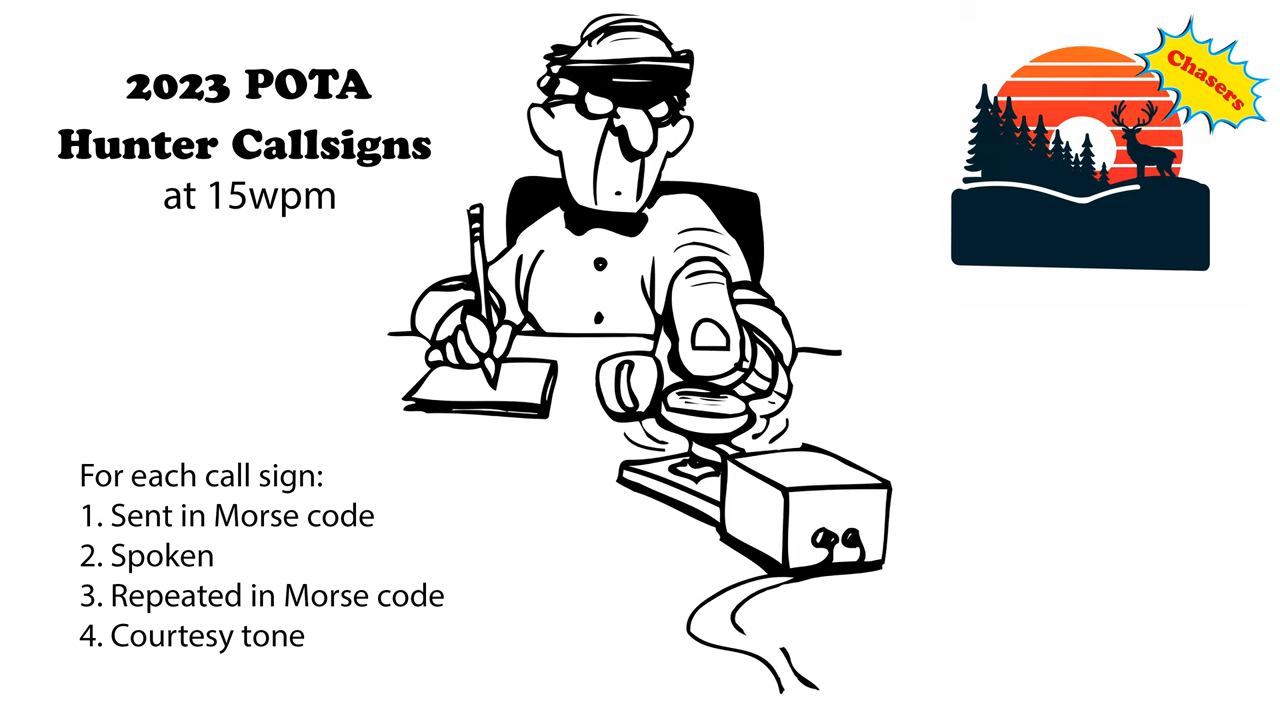 2023 POTA
Hunter Callsigns
at 15wpm
Chasers
For each call sign:
1. Sent in Morse code
2. Spoken
3. Repeated in Morse code
4. Courtesy tone